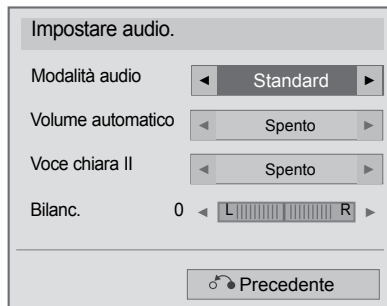 Impostare audio.
Modalità audio ◄ Standard ►
Volume automatico ◄ Spento ►
Voce chiara II ◄ Spento ►
Bilanc. 0 ◄ L R ►
Precedente